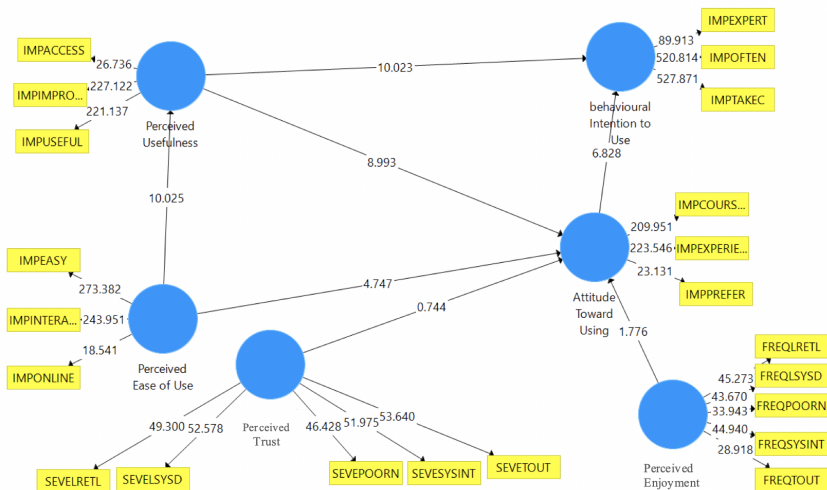 IMPACCESS
26.736
IMPIMPRO...
227.122
221.137
IMPUSEFUL
Perceived
Usefulness
10.023
89.913
IMPEXPERT
520.814
IMPOFTEN
527.871
IMPTAKEC
behavioural
Intention to
Use
6.828
8.993
10.025
IMPEASY
273.382
IMPINTERA...
243.951
18.541
IMPONLINE
Perceived
Ease of Use
4.747
0.744
209.951
IMPCOURS...
223.546
IMPEXPERIE...
23.131
IMPPREFER
Attitude
Toward
Using
1.776
Perceived
Trust
49.300
52.578
46.428
51.975
53.640
SEVELRETL
SEVELSYSD
SEVEPOORN
SEVESYSINT
SEVETOUT
FREQLRETL
45.273
FREQLSYSD
43.670
FREQPOORN
33.943
44.940
FREQSYSINT
28.918
FREQTOUT
Perceived
Enjoyment